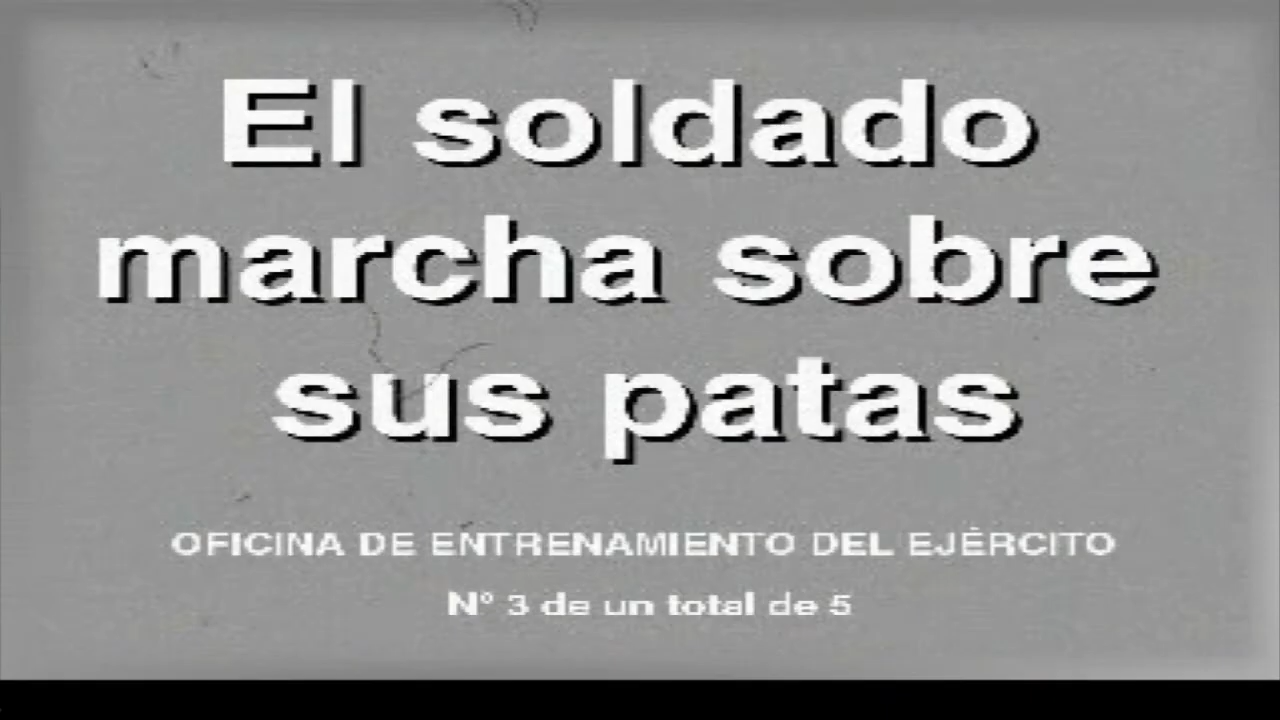 El soldado
marcha sobre
sus patas
OFICINA DE ENTRENAMIENTO DEL EJÉRCITO
Nº 3 de un total de 5